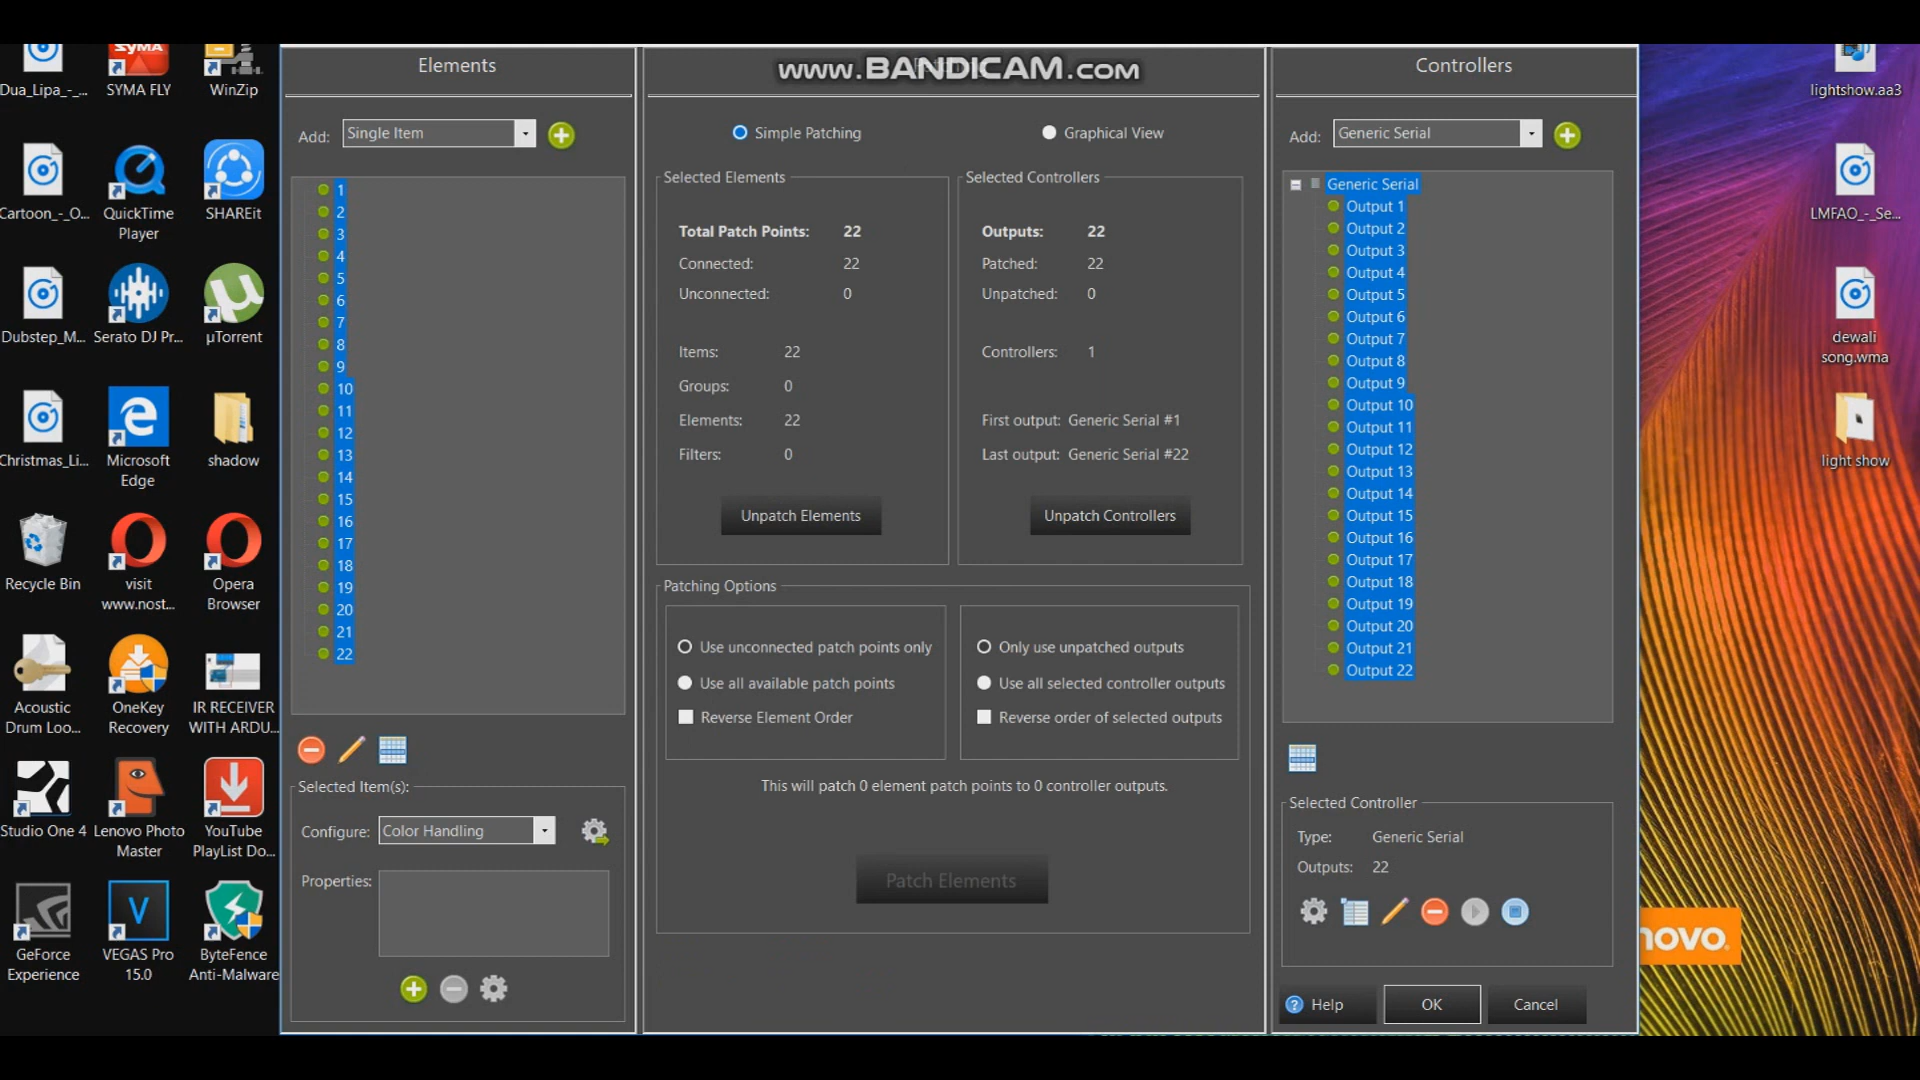 www.BANDICAM.com
Dua_Lipa_-_...
SYMA
SYMA FLY
WinZip
Cartoon_-_O...
QuickTime
Player
SHAREit
Dubstep_M...
Serato DJ Pr...
µTorrent
Christmas_Li...
Microsoft
Edge
shadow
Recycle Bin
visit
www.nost...
Opera
Browser
Acoustic
Drum Loo...
OneKey
Recovery
IR RECEIVER
WITH ARDU...
Studio One 4
Lenovo Photo
Master
YouTube
PlayList Do...
GeForce
Experience
V
VEGAS Pro
15.0
ByteFence
Anti-Malware
Elements
Add:
Single Item
1
2
3
4
5
6
7
8
9
10
11
12
13
14
15
16
17
18
19
20
21
22
Selected Item(s):
Configure:
Color Handling
Properties:
Simple Patching
Graphical View
Selected Elements
Total Patch Points: 22
Connected: 22
Unconnected: 0
Items: 22
Groups: 0
Elements: 22
Filters: 0
Unpatch Elements
Selected Controllers
Outputs: 22
Patched: 22
Unpatched: 0
Controllers: 1
First output: Generic Serial #1
Last output: Generic Serial #22
Unpatch Controllers
Patching Options
Use unconnected patch points only
Use all available patch points
Reverse Element Order
Only use unpatched outputs
Use all selected controller outputs
Reverse order of selected outputs
This will patch 0 element patch points to 0 controller outputs.
Patch Elements
Controllers
Add:
Generic Serial
Generic Serial
Output 1
Output 2
Output 3
Output 4
Output 5
Output 6
Output 7
Output 8
Output 9
Output 10
Output 11
Output 12
Output 13
Output 14
Output 15
Output 16
Output 17
Output 18
Output 19
Output 20
Output 21
Output 22
Selected Controller
Type: Generic Serial
Outputs: 22
Help
OK
Cancel
lightshow.aa3
LMFAO_-_Se...
dewali
song.wma
light show
novo.